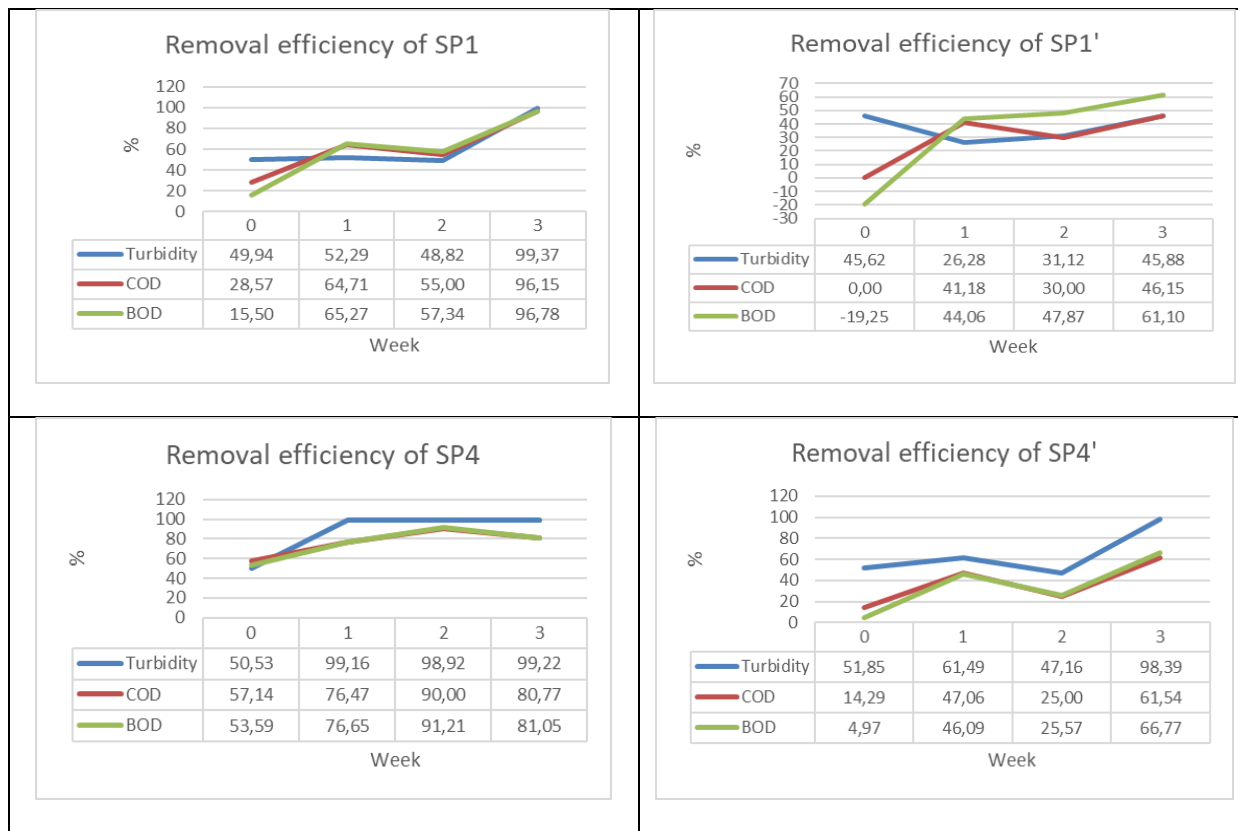 Removal efficiency of SP1
120
100
80
60
40
20
0
%
0 1 2 3
Turbidity 49,94 52,29 48,82 99,37
COD 28,57 64,71 55,00 96,15
BOD 15,50 65,27 57,34 96,78
Week
Removal efficiency of SP1'
70
60
50
40
30
20
10
0
-10
-20
-30
%
0 1 2 3
Turbidity 45,62 26,28 31,12 45,88
COD 0,00 41,18 30,00 46,15
BOD -19,25 44,06 47,87 61,10
Week
Removal efficiency of SP4
120
100
80
60
40
20
0
%
0 1 2 3
Turbidity 50,53 99,16 98,92 99,22
COD 57,14 76,47 90,00 80,77
BOD 53,59 76,65 91,21 81,05
Week
Removal efficiency of SP4'
120
100
80
60
40
20
0
%
0 1 2 3
Turbidity 51,85 61,49 47,16 98,39
COD 14,29 47,06 25,00 61,54
BOD 4,97 46,09 25,57 66,77
Week